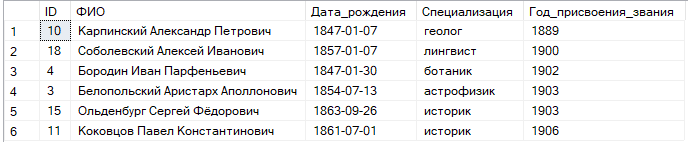 ID ФИО Дата_рождения Специализация Год_присвоения_звания
1 10 Карпинский Александр Петрович 1847-01-07 геолог 1889
2 18 Соболевский Алексей Иванович 1857-01-07 лингвист 1900
3 4 Бородин Иван Парфеньевич 1847-01-30 ботаник 1902
4 3 Белопольский Аристарх Аполлонович 1854-07-13 астрофизик 1903
5 15 Ольденбург Сергей Фёдорович 1863-09-26 историк 1903
6 11 Коковцов Павел Константинович 1861-07-01 историк 1906